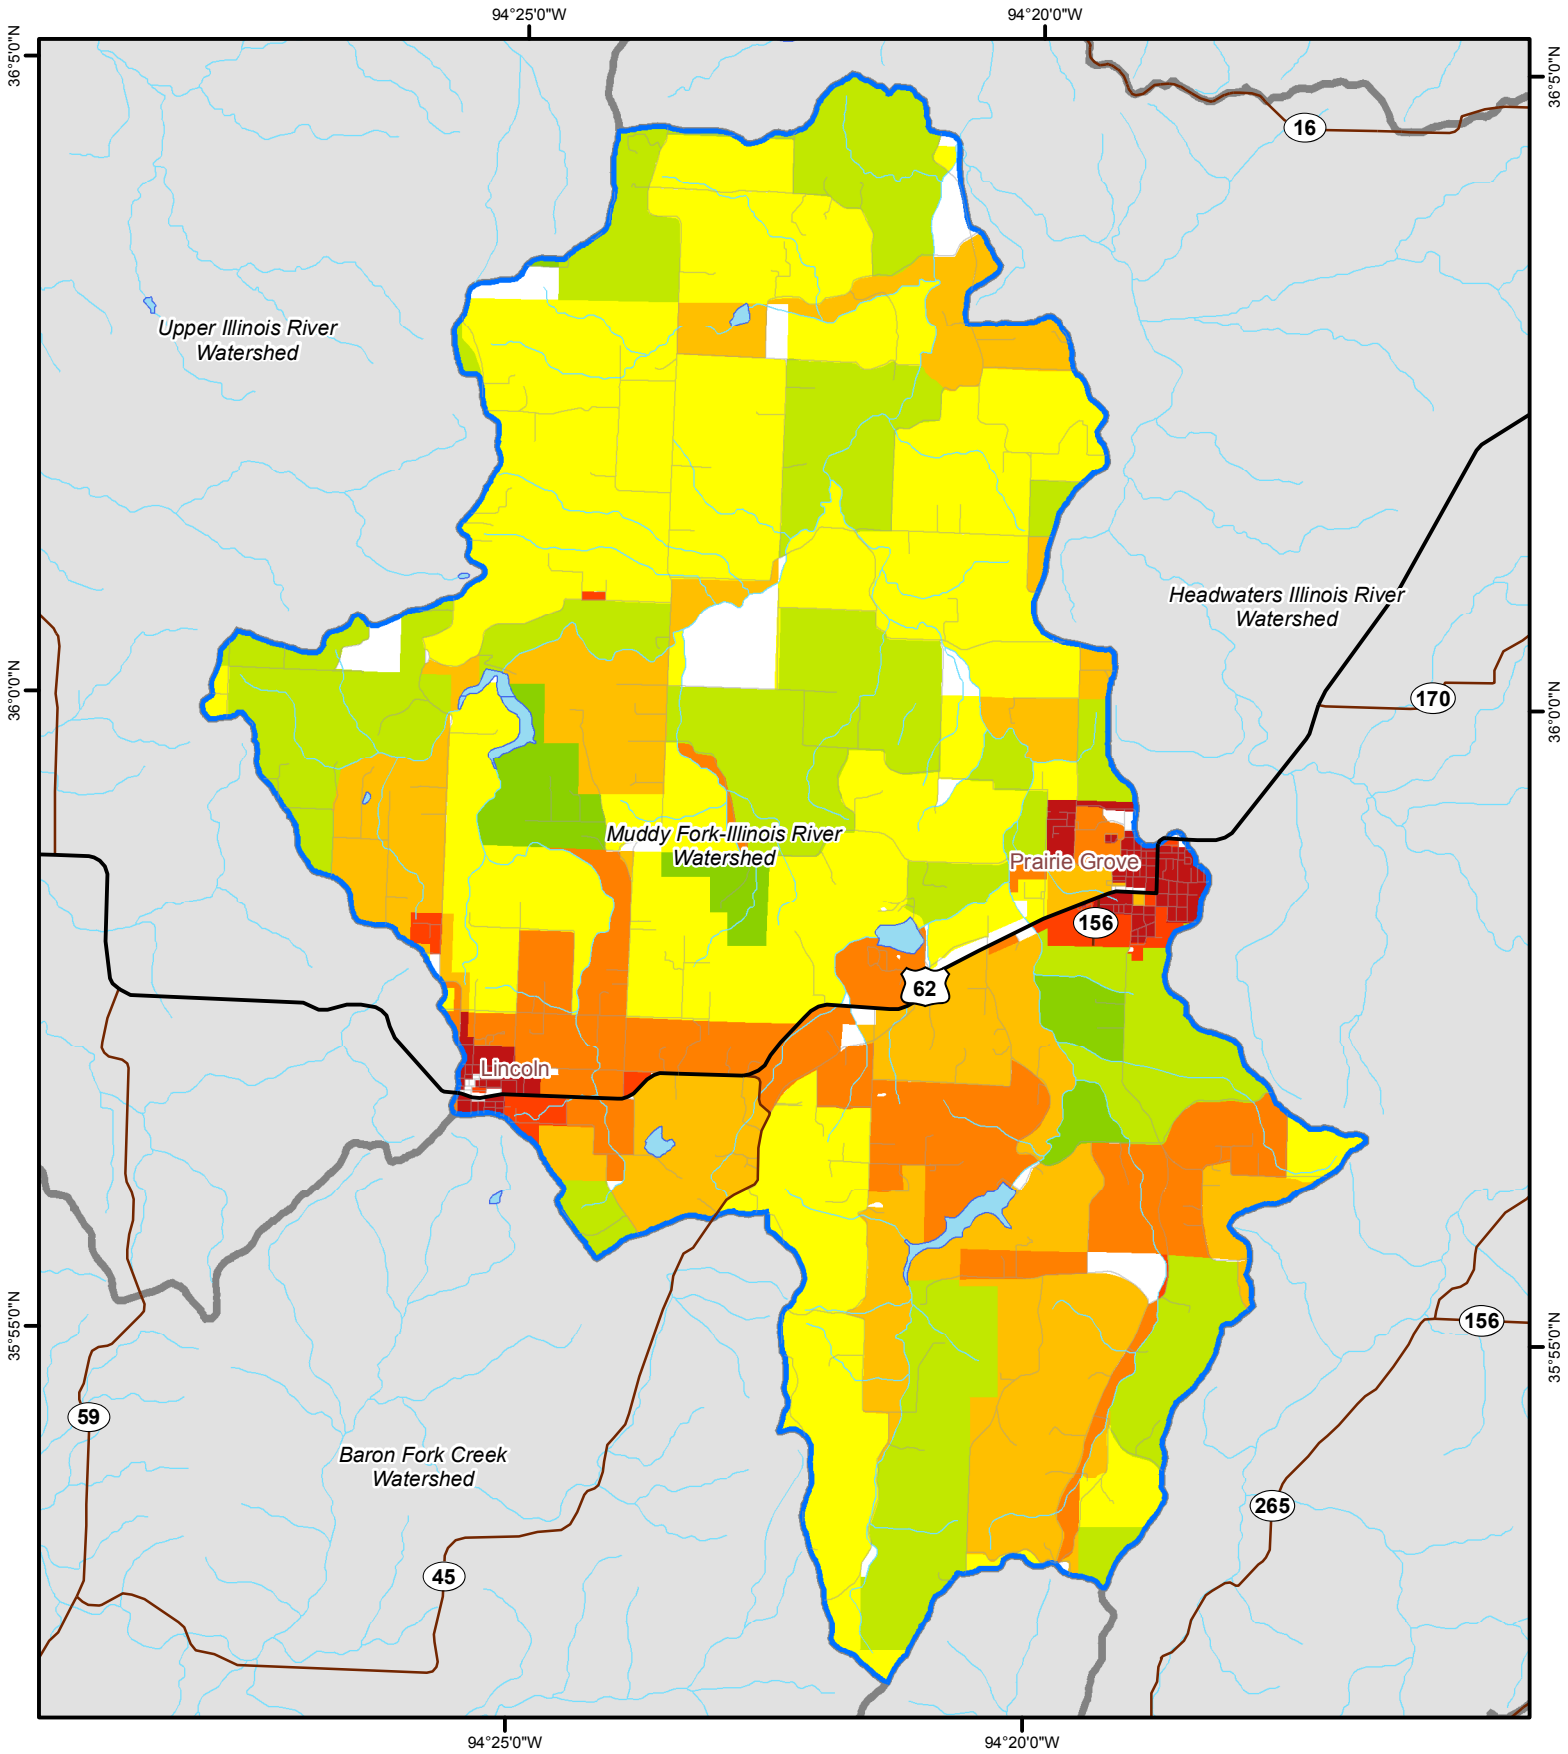 94°25'0"W
94°20'0"W
36°5'0"N
36°5'0"N
16
Upper Illinois River
Watershed
Headwaters Illinois River
Watershed
36°0'0"N
36°0'0"N
170
Muddy Fork-Illinois River
Watershed
Prairie Grove
156
62
Lincoln
35°55'0"N
35°55'0"N
156
59
Baron Fork Creek
Watershed
265
45
94°25'0"W
94°20'0"W